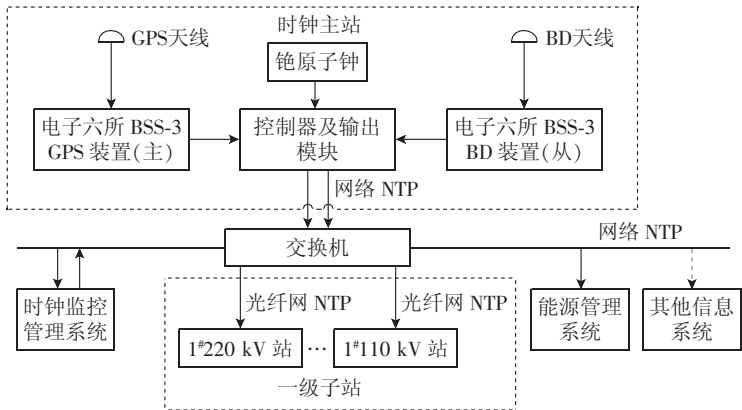 时钟主站
GPS天线
BD天线
铯原子钟
电子六所 BSS-3
GPS 装置(主)
控制器及输出
模块
电子六所 BSS-3
BD 装置(从)
网络 NTP
交换机
网络 NTP
时钟监控
管理系统
光纤网 NTP
光纤网 NTP
能源管理
系统
其他信息
系统
1#220 kV 站
…
1#110 kV 站
一级子站